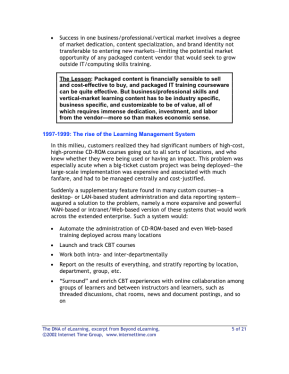 • Success in one business/professional/vertical market involves a degree
of market dedication, content specialization, and brand identity not
transferable to entering new markets--limiting the potential market
opportunity of any packaged content vendor that would seek to grow
outside IT/computing skills training.
The Lesson: Packaged content is financially sensible to sell
and cost-effective to buy, and packaged IT training courseware
can be quite effective. But business/professional skills and
vertical-market learning content has to be industry specific,
business specific, and customizable to be of value, all of
which requires immense dedication, investment, and labor
from the vendor—more so than makes economic sense.
1997-1999: The rise of the Learning Management System
In this milieu, customers realized they had significant numbers of high-cost,
high-promise CD-ROM courses going out to all sorts of locations, and who
knew whether they were being used or having an impact. This problem was
especially acute when a big-ticket custom project was being deployed—the
large-scale implementation was expensive and associated with much
fanfare, and had to be managed centrally and cost-justified.
Suddenly a supplementary feature found in many custom courses—a
desktop- or LAN-based student administration and data reporting system—
augured a solution to the problem, namely a more expansive and powerful
WAN-based or intranet/Web-based version of these systems that would work
across the extended enterprise. Such a system would:
• Automate the administration of CD-ROM-based and even Web-based
training deployed across many locations
• Launch and track CBT courses
• Work both intra- and inter-departmentally
• Report on the results of everything, and stratify reporting by location,
department, group, etc.
• “Surround” and enrich CBT experiences with online collaboration among
groups of learners and between instructors and learners, such as
threaded discussions, chat rooms, news and document postings, and so
on
The DNA of eLearning, excerpt from Beyond eLearning, 5 of 21
©2002 Internet Time Group, www.internettime.com